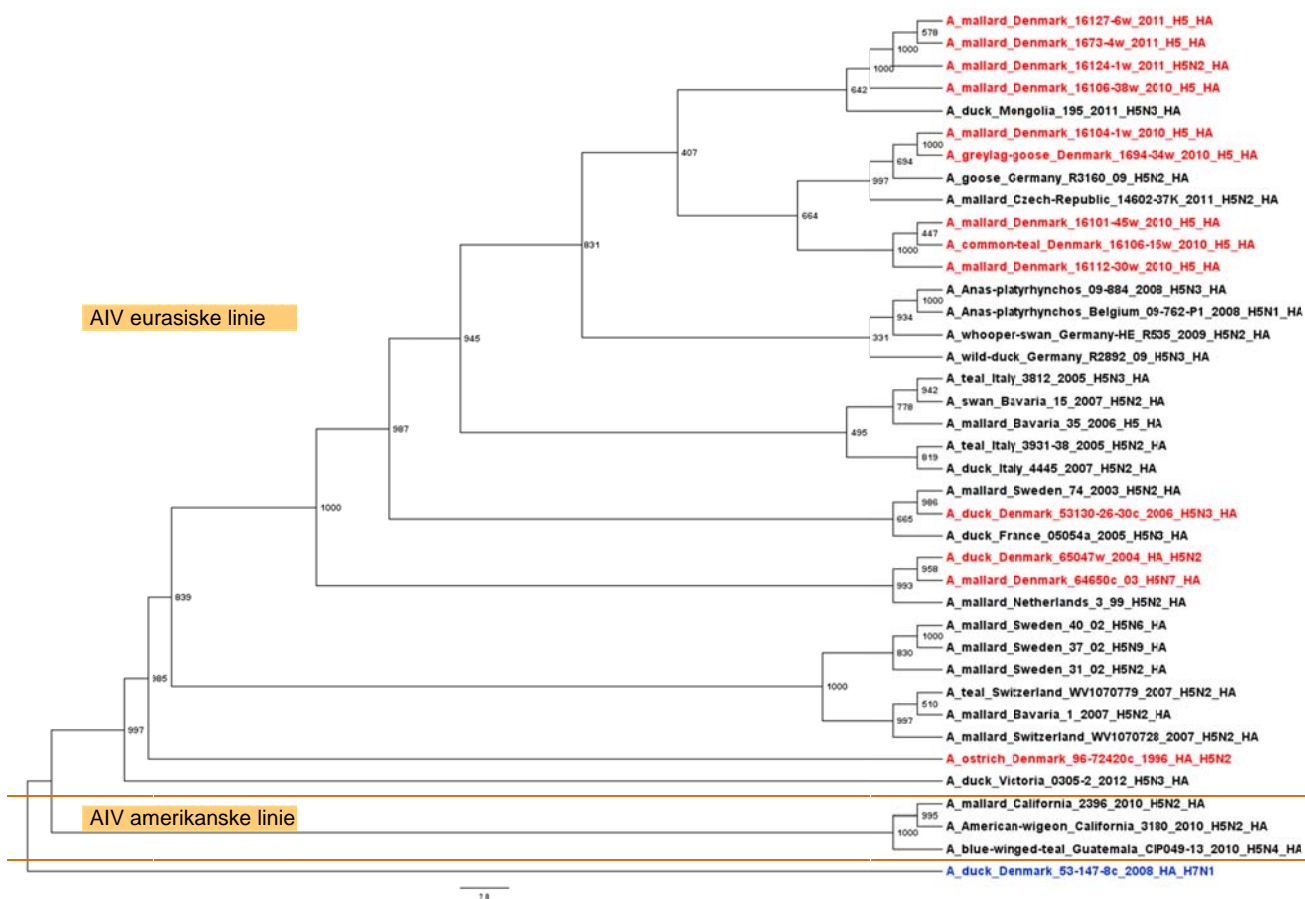 A_mallard_Denmark_16127-6w_2011_H5_HA
578
A_mallard_Denmark_1673-4w_2011_H5_HA
1000
A_mallard_Denmark_16124-1w_2011_H5N2_HA
1000
A_mallard_Denmark_16106-38w_2010_H5_HA
642
A_duck_Mongolia_195_2011_H5N3_HA
A_mallard_Denmark_16104-1w_2010_H5_HA
1000
407
A_greylag-goose_Denmark_1694-34w_2010_H5_HA
694
A_goose_Germany_R3160_09_H5N2_HA
997
A_mallard_Czech-Republic_14602-37K_2011_H5N2_HA
664
A_mallard_Denmark_16101-45w_2010_H5_HA
447
831
A_common-teal_Denmark_16106-15w_2010_H5_HA
1000
A_mallard_Denmark_16112-30w_2010_H5_HA
A_Anas-platyrhynchos_09-884_2008_H5N3_HA
1000
A_Anas-platyrhynchos_Belgium_09-762-P1_2008_H5N1_HA
934
AIV eurasiske linie
A_whooper-swan_Germany-HE_R535_2009_H5N2_HA
945
331
A_wild-duck_Germany_R2892_09_H5N3_HA
A_teal_Italy_3812_2005_H5N3_HA
942
A_swan_Bavaria_15_2007_H5N2_HA
778
A_mallard_Bavaria_35_2006_H5_HA
987
495
A_teal_Italy_3931-38_2005_H5N2_HA
819
A_duck_Italy_4445_2007_H5N2_HA
A_mallard_Sweden_74_2003_H5N2_HA
986
1000
A_duck_Denmark_53130-26-30c_2006_H5N3_HA
665
A_duck_France_05054a_2005_H5N3_HA
A_duck_Denmark_65047w_2004_HA_H5N2
958
A_mallard_Denmark_64650c_03_H5N7_HA
993
839
A_mallard_Netherlands_3_99_H5N2_HA
A_mallard_Sweden_40_02_H5N6_HA
1000
A_mallard_Sweden_37_02_H5N9_HA
830
A_mallard_Sweden_31_02_H5N2_HA
985
1000
A_teal_Switzerland_WV1070779_2007_H5N2_HA
510
A_mallard_Bavaria_1_2007_H5N2_HA
997
997
A_mallard_Switzerland_WV1070728_2007_H5N2_HA
A_ostrich_Denmark_96-72420c_1996_HA_H5N2
A_duck_Victoria_0305-2_2012_H5N3_HA
A_mallard_California_2396_2010_H5N2_HA
AIV amerikanske linie
995
A_American-wigeon_California_3180_2010_H5N2_HA
1000
A_blue-winged-teal_Guatemala_CIP049-13_2010_H5N4_HA
A_duck_Denmark_53-147-8c_2008_HA_H7N1
2.0